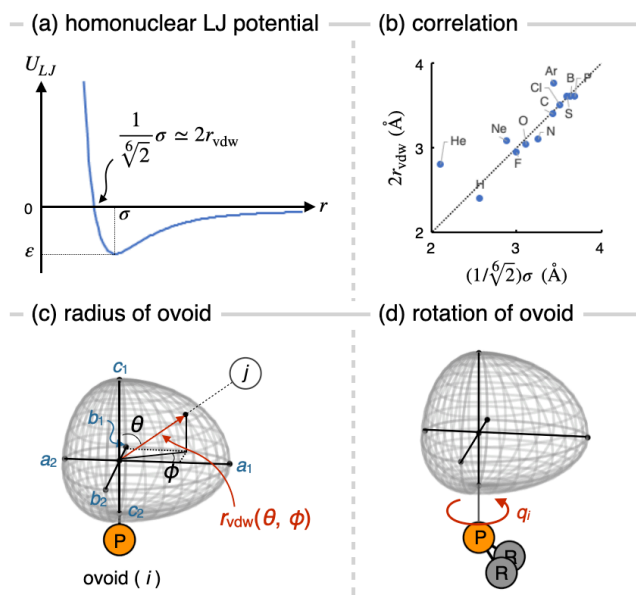 (a) homonuclear LJ potential
U_LJ
1/⁶√2 σ ≃ 2r_vdw
0
σ
r
ε
(b) correlation
2r_vdw (Å)
4
3
2
Ar
Cl
B
P
C
S
O
Ne
N
F
He
H
2
3
4
(1/⁶√2)σ (Å)
(c) radius of ovoid
c₁
j
b₁
θ
a₂
a₁
ϕ
b₂
c₂
r_vdw(θ, ϕ)
P
ovoid ( i )
(d) rotation of ovoid
q_i
P
R
R